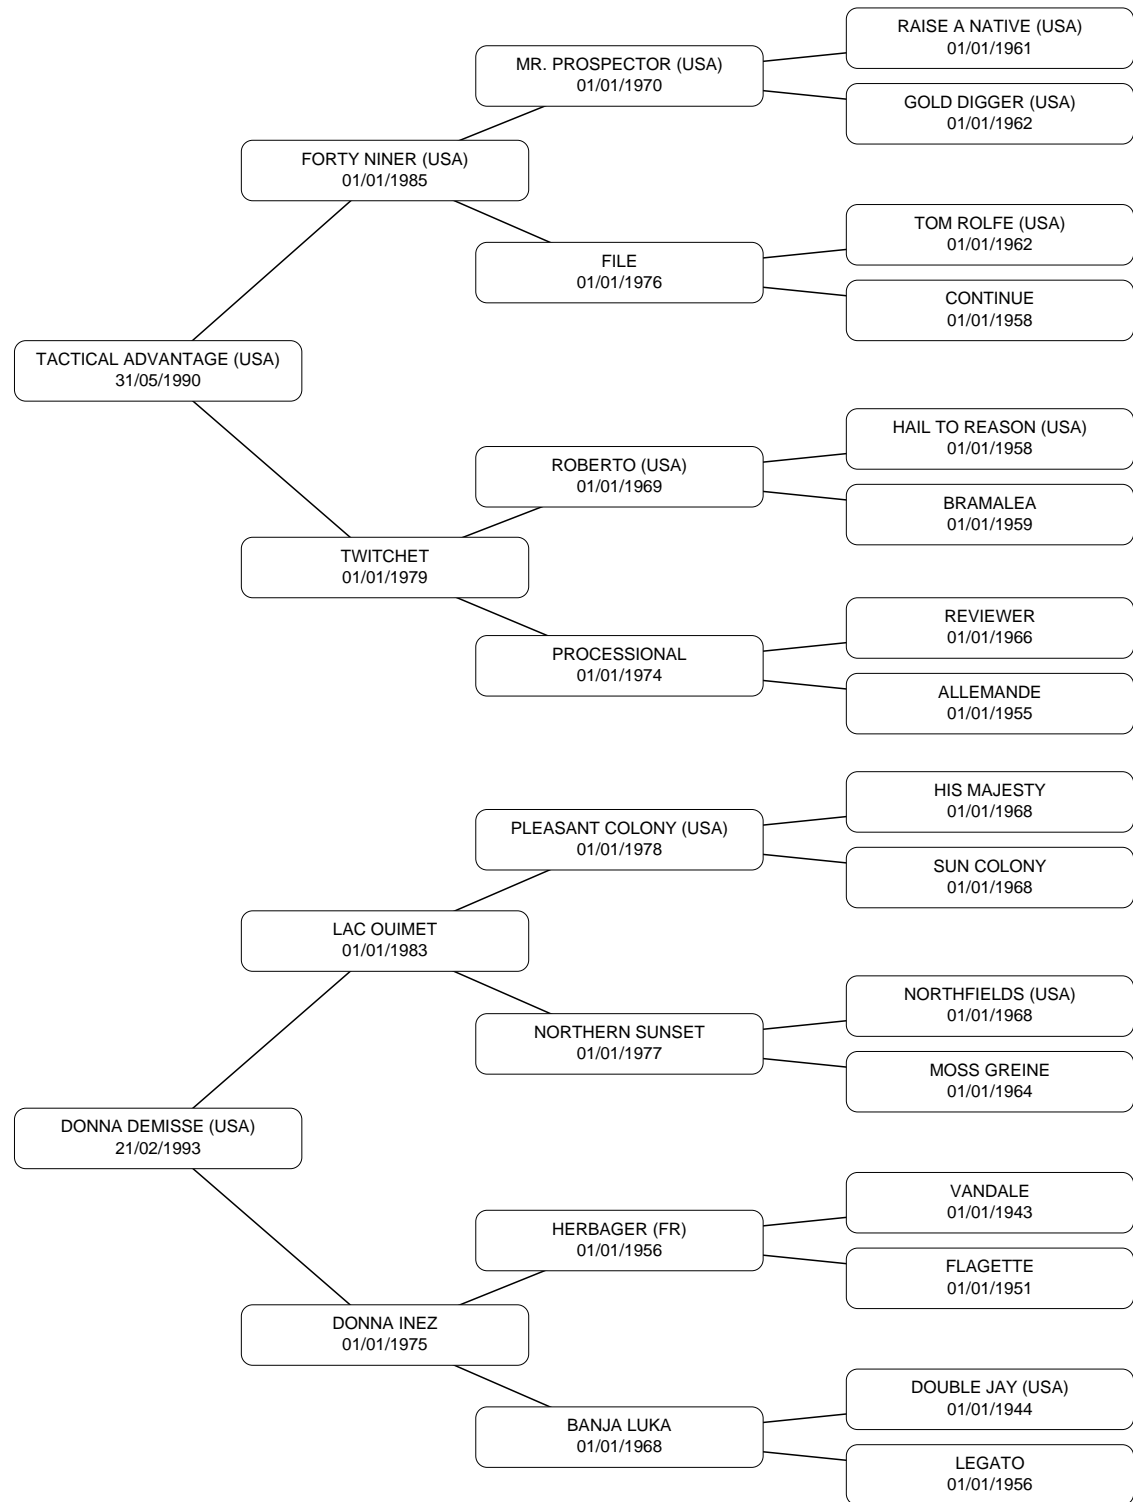 RAISE A NATIVE (USA)
01/01/1961
MR. PROSPECTOR (USA)
01/01/1970
GOLD DIGGER (USA)
01/01/1962
FORTY NINER (USA)
01/01/1985
TOM ROLFE (USA)
01/01/1962
FILE
01/01/1976
CONTINUE
01/01/1958
TACTICAL ADVANTAGE (USA)
31/05/1990
HAIL TO REASON (USA)
01/01/1958
ROBERTO (USA)
01/01/1969
BRAMALEA
01/01/1959
TWITCHET
01/01/1979
REVIEWER
01/01/1966
PROCESSIONAL
01/01/1974
ALLEMANDE
01/01/1955
HIS MAJESTY
01/01/1968
PLEASANT COLONY (USA)
01/01/1978
SUN COLONY
01/01/1968
LAC OUIMET
01/01/1983
NORTHFIELDS (USA)
01/01/1968
NORTHERN SUNSET
01/01/1977
MOSS GREINE
01/01/1964
DONNA DEMISSE (USA)
21/02/1993
VANDALE
01/01/1943
HERBAGER (FR)
01/01/1956
FLAGETTE
01/01/1951
DONNA INEZ
01/01/1975
DOUBLE JAY (USA)
01/01/1944
BANJA LUKA
01/01/1968
LEGATO
01/01/1956